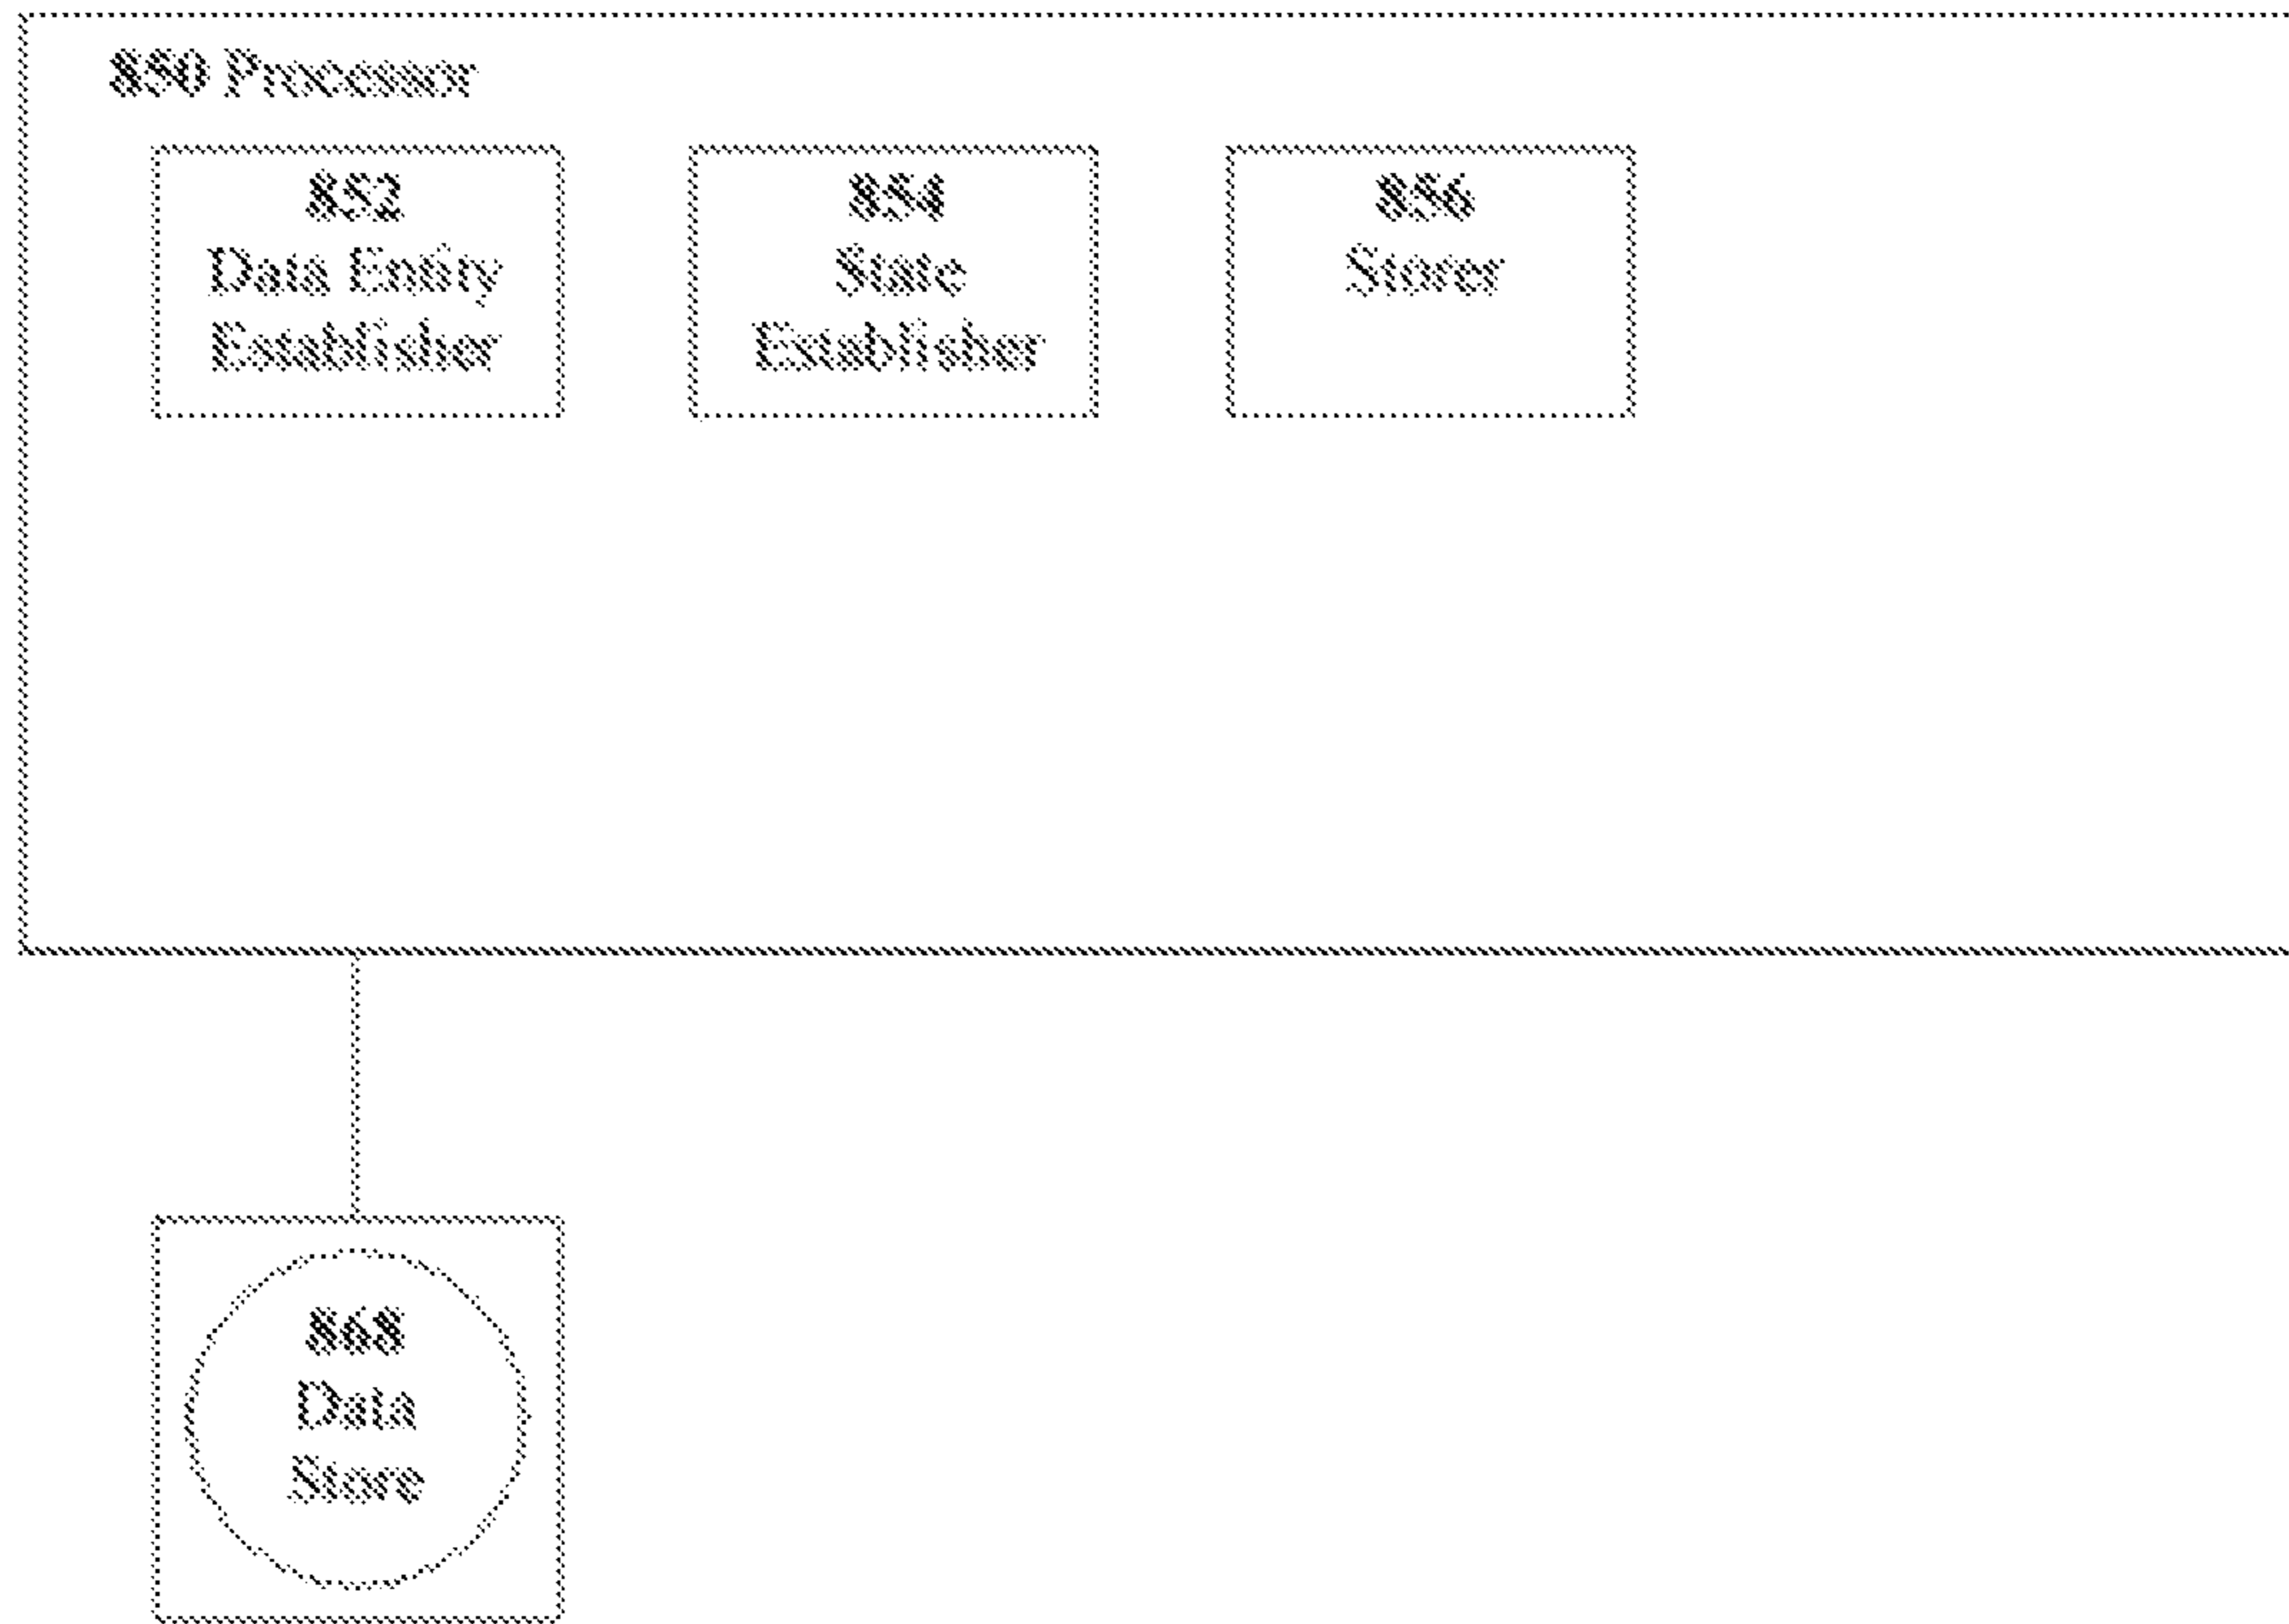 850 Processor
852
Data Entity
Establisher
854
State
Establisher
856
Storer
868
Data
Store